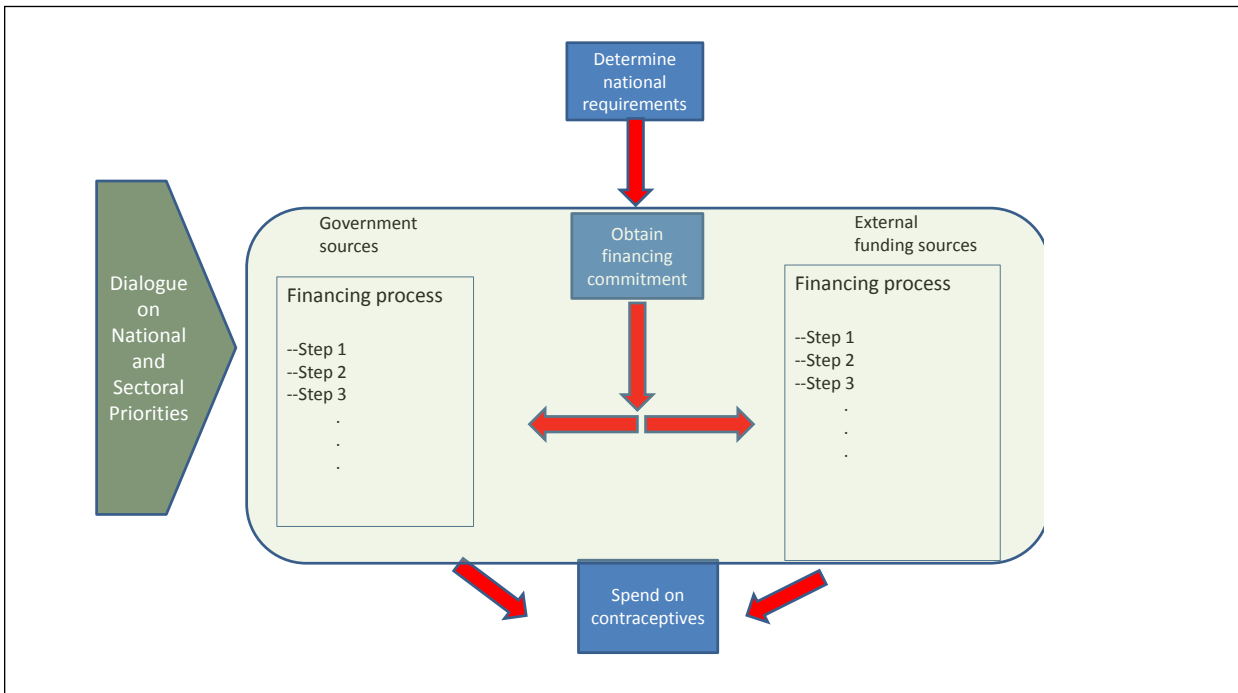 Determine
national
requirements
Dialogue
on
National
and
Sectoral
Priorities
Government
sources
Financing process
--Step 1
--Step 2
--Step 3
.
.
.
Obtain
financing
commitment
External
funding sources
Financing process
--Step 1
--Step 2
--Step 3
.
.
.
Spend on
contraceptives